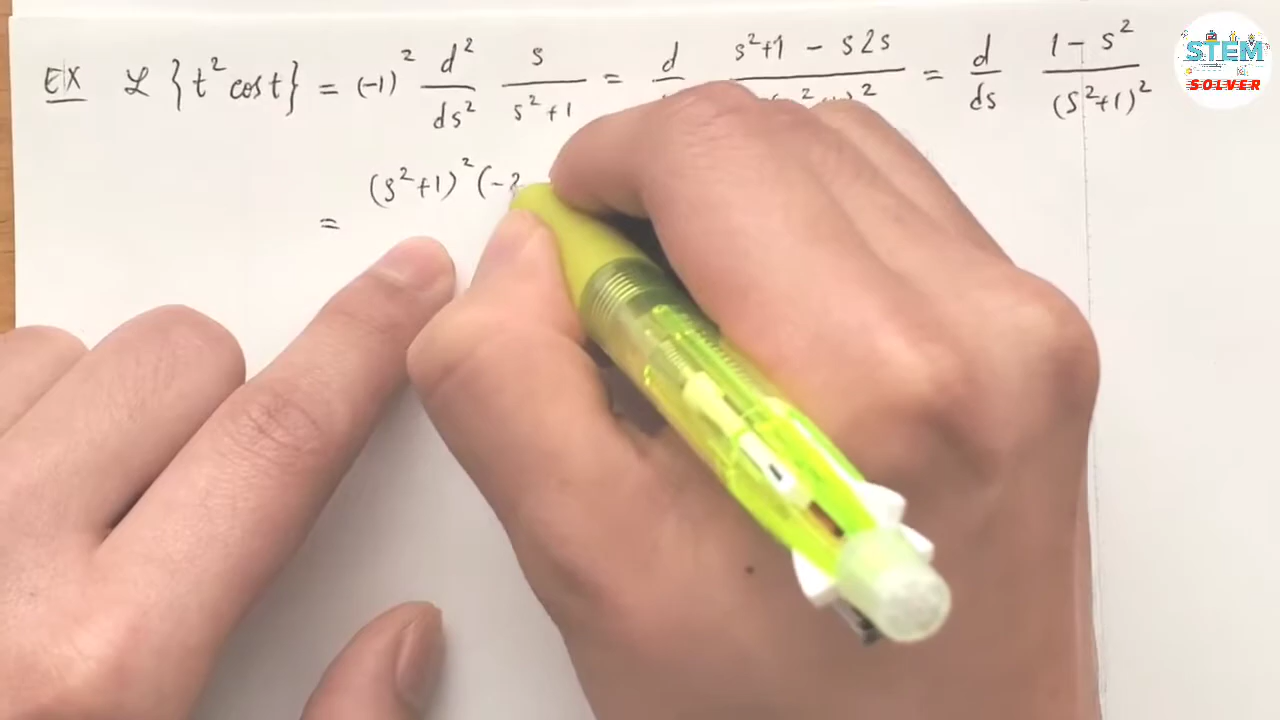 EX ℒ {t² cos t} = (-1)² d²/ds² s/(s²+1) = d (s²+1 - s2s)/ ² = d/ds (1 - s²)/(s²+1)²
= (s²+1)² (-2
STEM
SOLVER